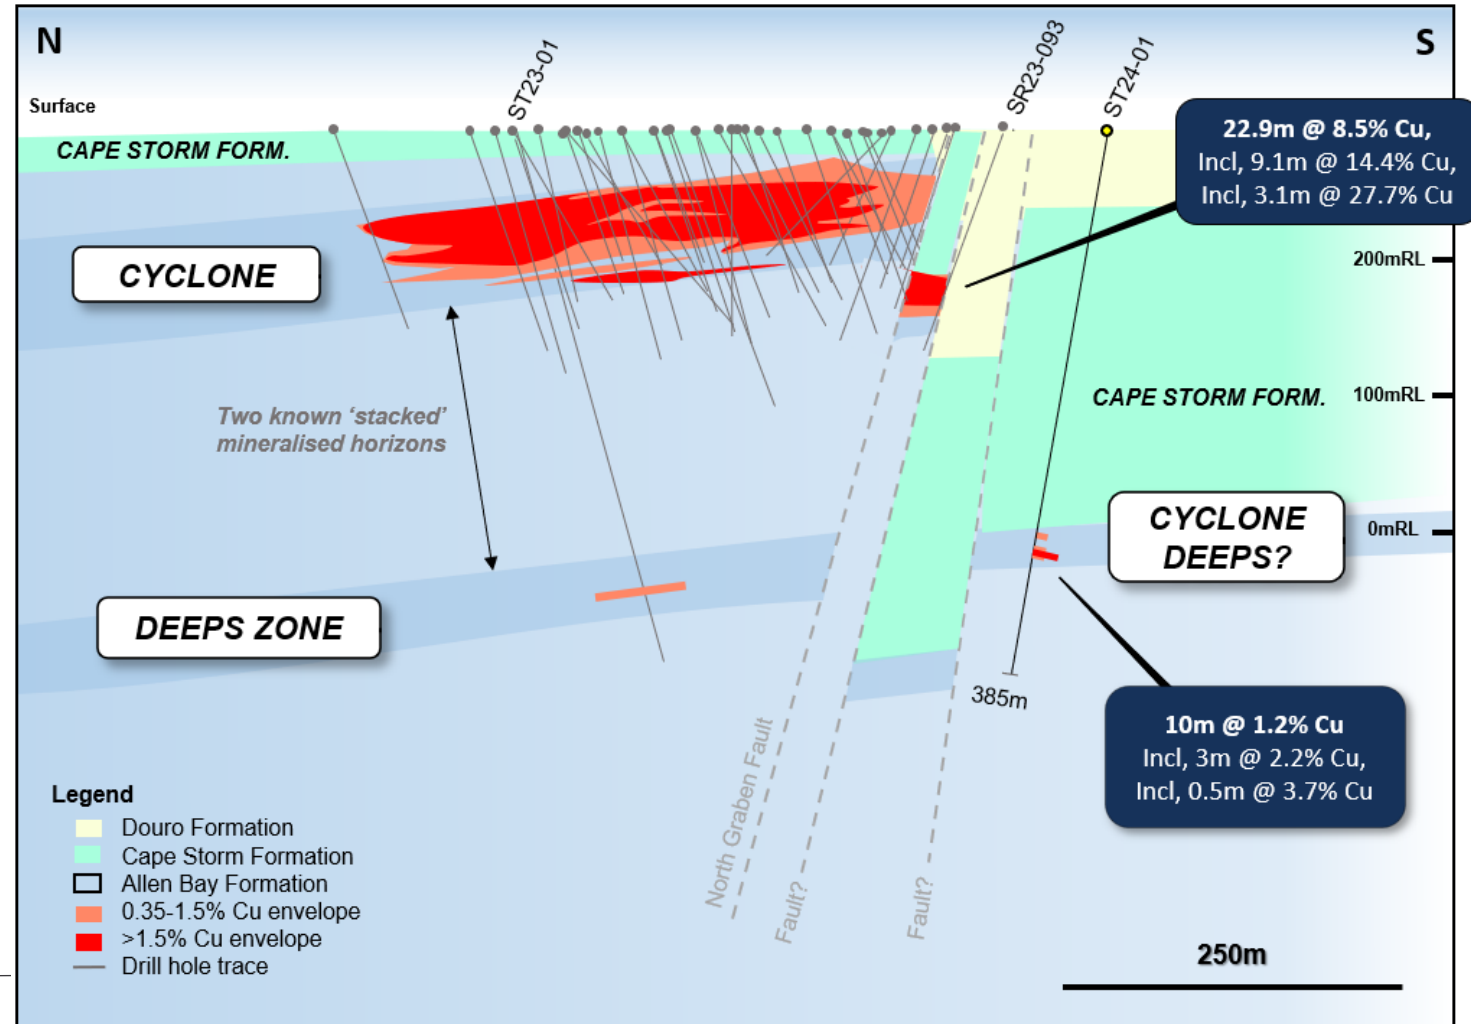 N
S
ST23-01
SR23-093
ST24-01
Surface
CAPE STORM FORM.
22.9m @ 8.5% Cu,
Incl, 9.1m @ 14.4% Cu,
Incl, 3.1m @ 27.7% Cu
CYCLONE
200mRL
Two known ‘stacked’
mineralised horizons
CAPE STORM FORM.
100mRL
CYCLONE
DEEPS?
0mRL
DEEPS ZONE
385m
10m @ 1.2% Cu
Incl, 3m @ 2.2% Cu,
Incl, 0.5m @ 3.7% Cu
North Graben Fault
Fault?
Fault?
Legend
Douro Formation
Cape Storm Formation
Allen Bay Formation
0.35-1.5% Cu envelope
>1.5% Cu envelope
Drill hole trace
250m